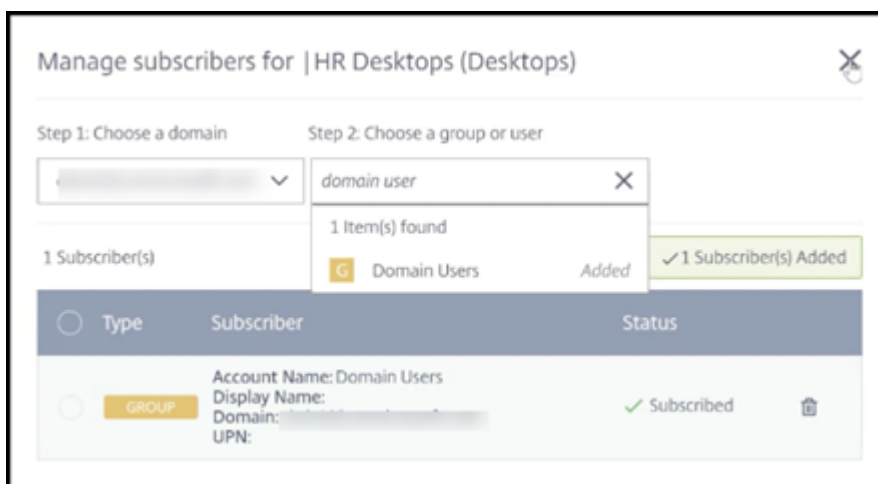 Manage subscribers for |HR Desktops (Desktops)
Step 1: Choose a domain
Step 2: Choose a group or user
domain user
1 Item(s) found
G Domain Users Added
1 Subscriber(s)
✓1 Subscriber(s) Added
Type Subscriber Status
GROUP
Account Name: Domain Users
Display Name:
Domain:
UPN:
✓ Subscribed